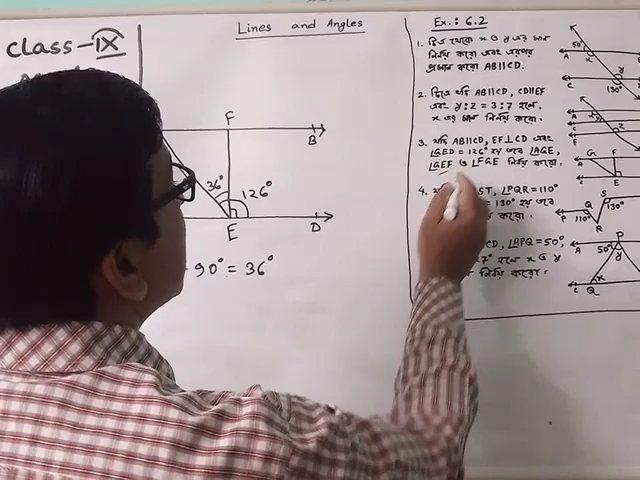 class-IX
Lines and Angles
F
B
36°
126°
E
D
90° = 36°
Ex.: 6.2
1. চিত্র থেকে x ও y এর মান
নির্ণয় করো এবং এরপর
প্রমাণ করো AB||CD.
2. চিত্রে যদি AB||CD, CD||EF
এবং y:z = 3:7 হলে,
x এর মান নির্ণয় করো.
3. যদি AB||CD, EF⊥CD এবং
∠GED = 126° হয় তবে ∠AGE,
∠GEF ও ∠FGE নির্ণয় করো.
4. ST, ∠PQR = 110°
= 130° হয় তবে
করো.
CD, ∠APQ = 50°,
7° হলে x ও y
নির্ণয় করো.
50°
x
A
y
C
130°
A
x
y
C
z
E
G
F
A
C
E
S
130°
P
Q
110°
R
P
A
50°
y
C
x
Q